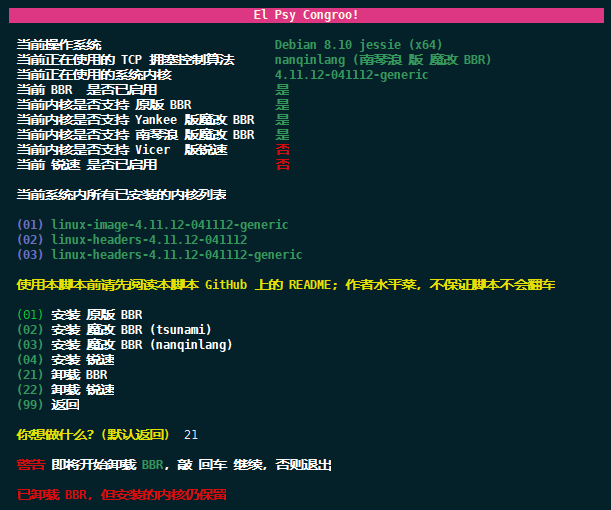 El Psy Congroo!
当前操作系统 Debian 8.10 jessie (x64)
当前正在使用的 TCP 拥塞控制算法 nanqinlang (南琴浪 版 魔改 BBR)
当前正在使用的系统内核 4.11.12-041112-generic
当前 BBR 是否已启用 是
当前内核是否支持 原版 BBR 是
当前内核是否支持 Yankee 版魔改 BBR 是
当前内核是否支持 南琴浪 版魔改 BBR 是
当前内核是否支持 Vicer 版锐速 否
当前 锐速 是否已启用 否
当前系统内所有已安装的内核列表
(01) linux-image-4.11.12-041112-generic
(02) linux-headers-4.11.12-041112
(03) linux-headers-4.11.12-041112-generic
使用本脚本前请先阅读本脚本 GitHub 上的 README; 作者水平菜, 不保证脚本不会翻车
(01) 安装 原版 BBR
(02) 安装 魔改 BBR (tsunami)
(03) 安装 魔改 BBR (nanqinlang)
(04) 安装 锐速
(21) 卸载 BBR
(22) 卸载 锐速
(99) 返回
你想做什么? (默认返回) 21
警告 即将开始卸载 BBR, 敲 回车 继续, 否则退出
已卸载 BBR, 但安装的内核仍保留